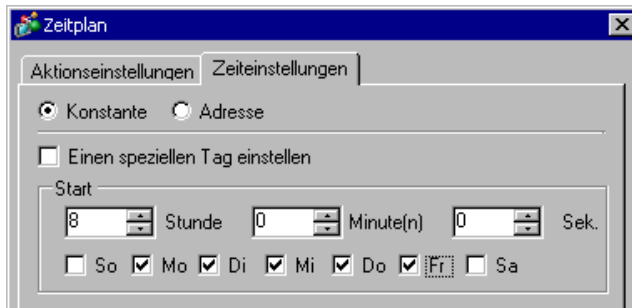 Zeitplan
Aktionseinstellungen Zeiteinstellungen
Konstante Adresse
Einen speziellen Tag einstellen
Start
8 Stunde 0 Minute(n) 0 Sek.
So Mo Di Mi Do Fr Sa